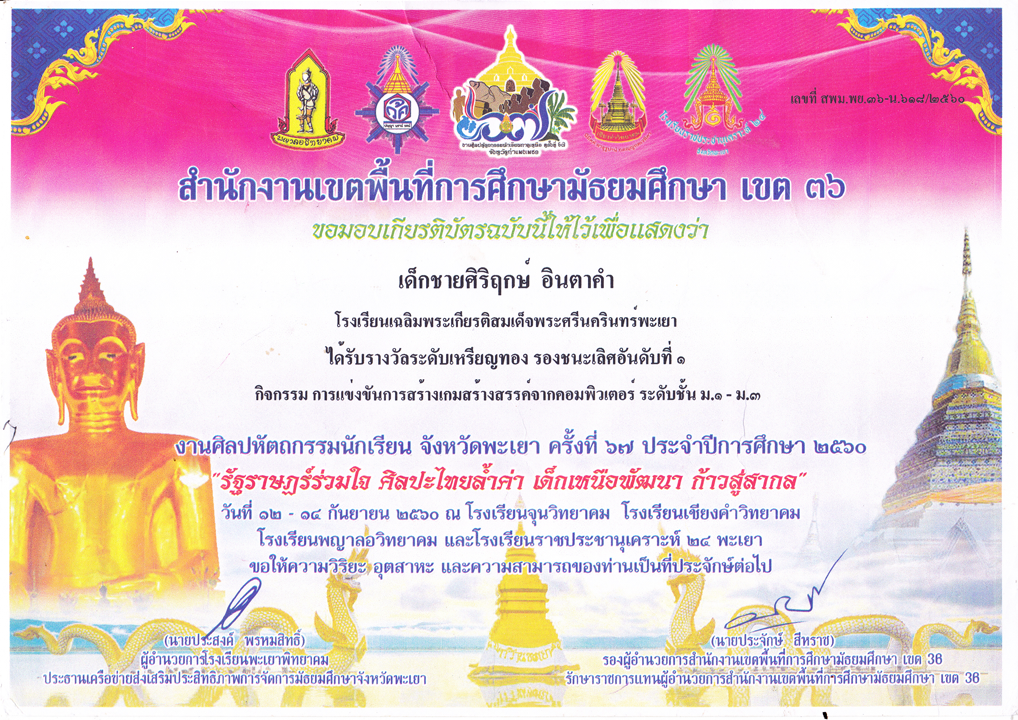 เลขที่ สพม.พย.๓๖-น.๖๑๘/๒๕๖๐
สำนักงานเขตพื้นที่การศึกษามัธยมศึกษา เขต ๓๖
ขอมอบเกียรติบัตรฉบับนี้ให้ไว้เพื่อแสดงว่า
เด็กชายศิริฤกษ์ อินตาคำ
โรงเรียนเฉลิมพระเกียรติสมเด็จพระศรีนครินทร์พะเยา
ได้รับรางวัลระดับเหรียญทอง รองชนะเลิศอันดับที่ ๑
กิจกรรม การแข่งขันการสร้างเกมสร้างสรรค์จากคอมพิวเตอร์ ระดับชั้น ม.๑ - ม.๓
งานศิลปหัตถกรรมนักเรียน จังหวัดพะเยา ครั้งที่ ๖๗ ประจำปีการศึกษา ๒๕๖๐
"รัฐราษฎร์ร่วมใจ ศิลปะไทยล้ำค่า เด็กเหนือพัฒนา ก้าวสู่สากล"
วันที่ ๑๒ - ๑๔ กันยายน ๒๕๖๐ ณ โรงเรียนจุนวิทยาคม โรงเรียนเชียงคำวิทยาคม
โรงเรียนพญาลอวิทยาคม และโรงเรียนราชประชานุเคราะห์ ๒๔ พะเยา
ขอให้ความวิริยะ อุตสาหะ และความสามารถของท่านเป็นที่ประจักษ์ต่อไป
(นายประสงค์ พรหมสิทธิ์)
ผู้อำนวยการโรงเรียนพะเยาพิทยาคม
ประธานเครือข่ายส่งเสริมประสิทธิภาพการจัดการมัธยมศึกษาจังหวัดพะเยา
(นายประจักษ์ สีหราช)
รองผู้อำนวยการสำนักงานเขตพื้นที่การศึกษามัธยมศึกษา เขต 36
รักษาราชการแทนผู้อำนวยการสำนักงานเขตพื้นที่การศึกษามัธยมศึกษา เขต 36